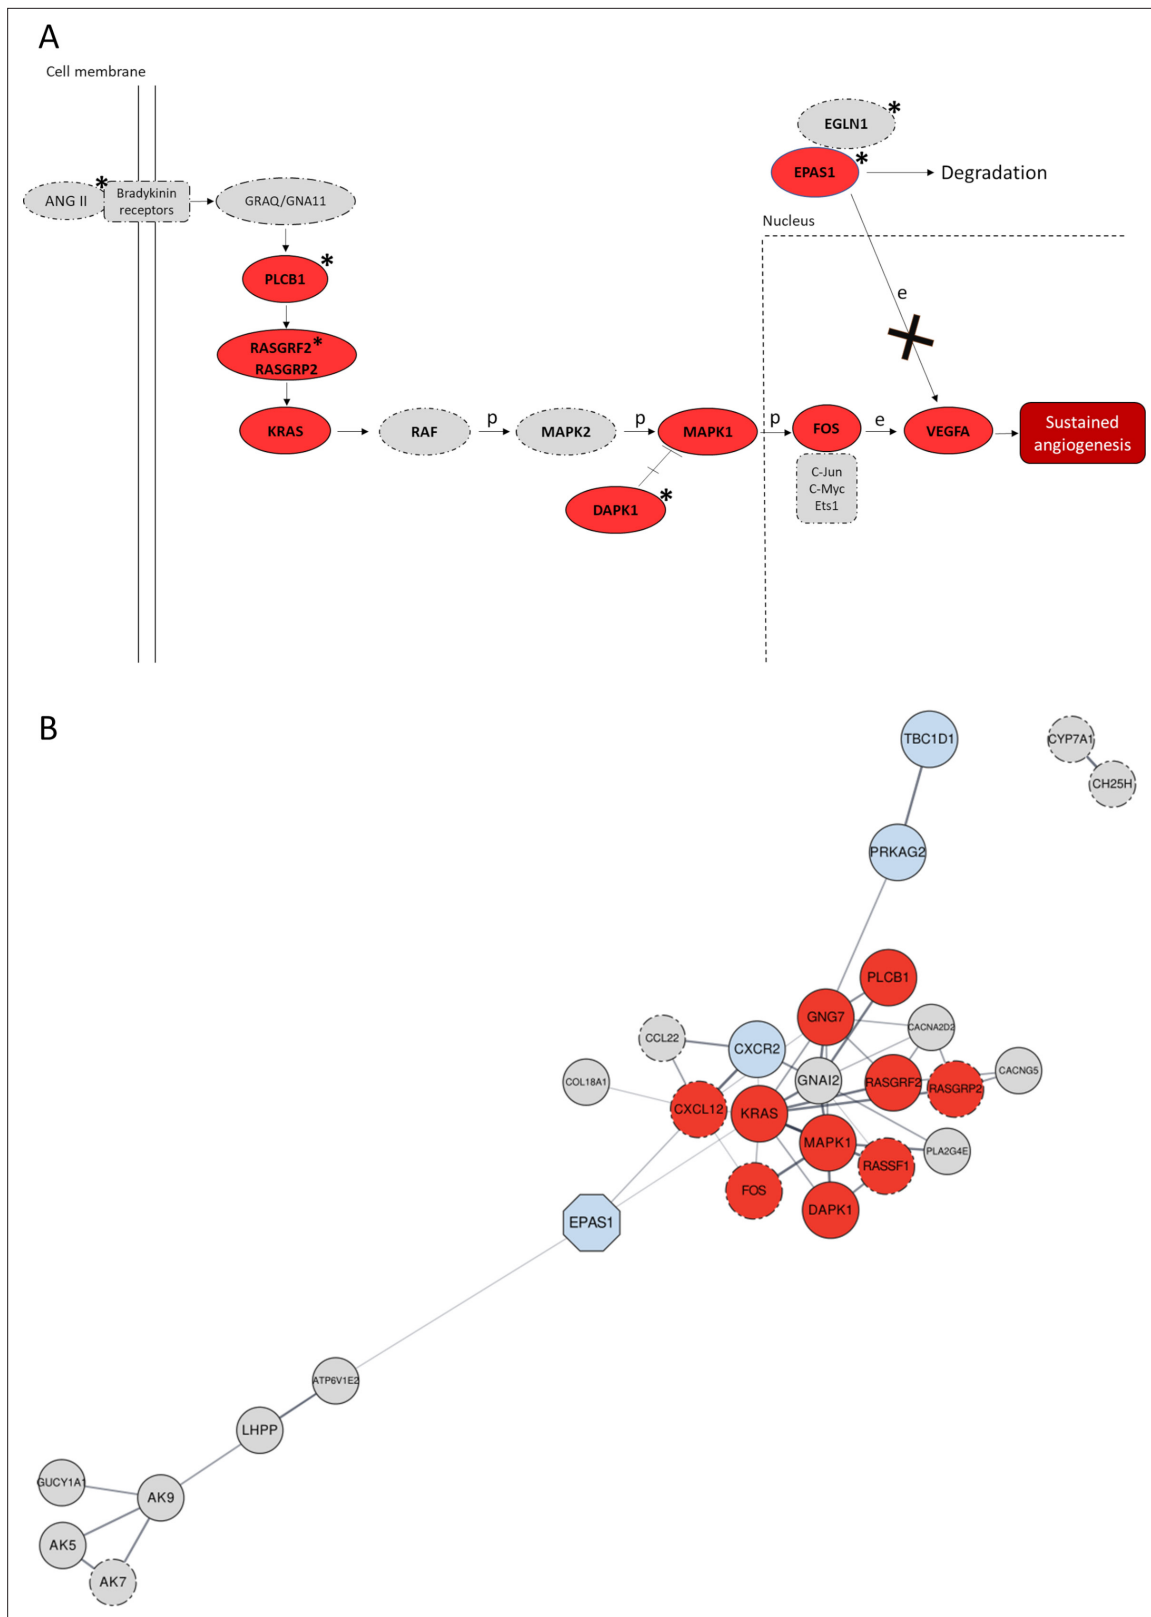 A
Cell membrane
EGLN1
*
EPAS1
*
Degradation
ANG II
*
Bradykinin
receptors
GRAQ/GNA11
Nucleus
PLCB1
*
e
RASGRF2
*
RASGRP2
KRAS
RAF
p
MAPK2
p
MAPK1
p
FOS
e
VEGFA
Sustained
angiogenesis
C-Jun
C-Myc
Ets1
DAPK1
*
B
TBC1D1
CYP7A1
CH25H
PRKAG2
PLCB1
GNG7
CACNA2D2
CCL22
CXCR2
COL18A1
GNAI2
RASGRF2
RASGRP2
CACNG5
CXCL12
KRAS
MAPK1
PLA2G4E
RASSF1
FOS
DAPK1
EPAS1
ATP6V1E2
LHPP
GUCY1A1
AK9
AK5
AK7